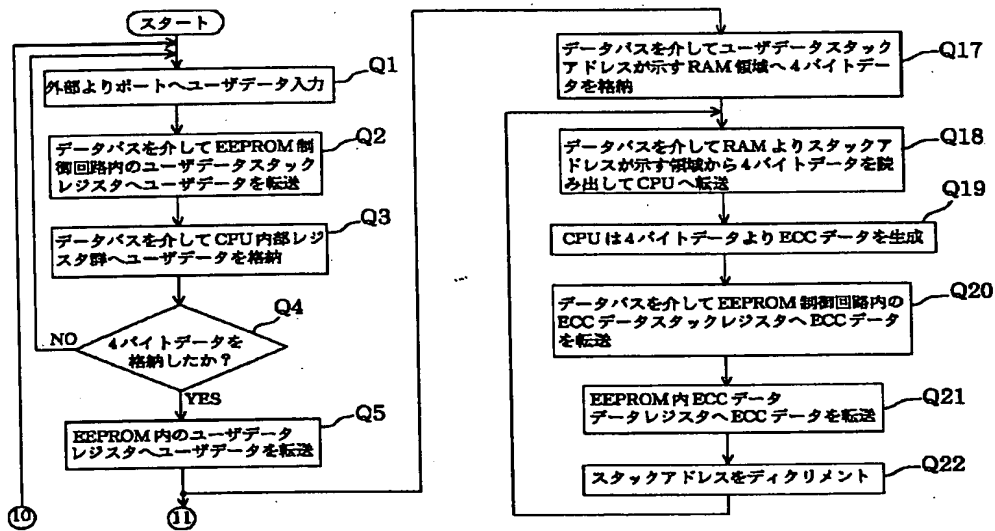 スタート
Q1
外部よりポートへユーザデータ入力
Q2
データバスを介してEEPROM制
御回路内のユーザデータスタック
レジスタへユーザデータを転送
Q3
データバスを介してCPU内部レジ
スタ群へユーザデータを格納
Q4
4バイトデータを
格納したか?
NO
YES
Q5
EEPROM内のユーザデータ
レジスタへユーザデータを転送
10
11
Q17
データバスを介してユーザデータスタック
アドレスが示すRAM領域へ4バイトデー
タを格納
Q18
データバスを介してRAMよりスタックア
ドレスが示す領域から4バイトデータを読
み出してCPUへ転送
Q19
CPUは4バイトデータよりECCデータを生成
Q20
データバスを介してEEPROM制御回路内の
ECCデータスタックレジスタへECCデータ
を転送
Q21
EEPROM内ECCデータ
データレジスタへECCデータを転送
Q22
スタックアドレスをディクリメント